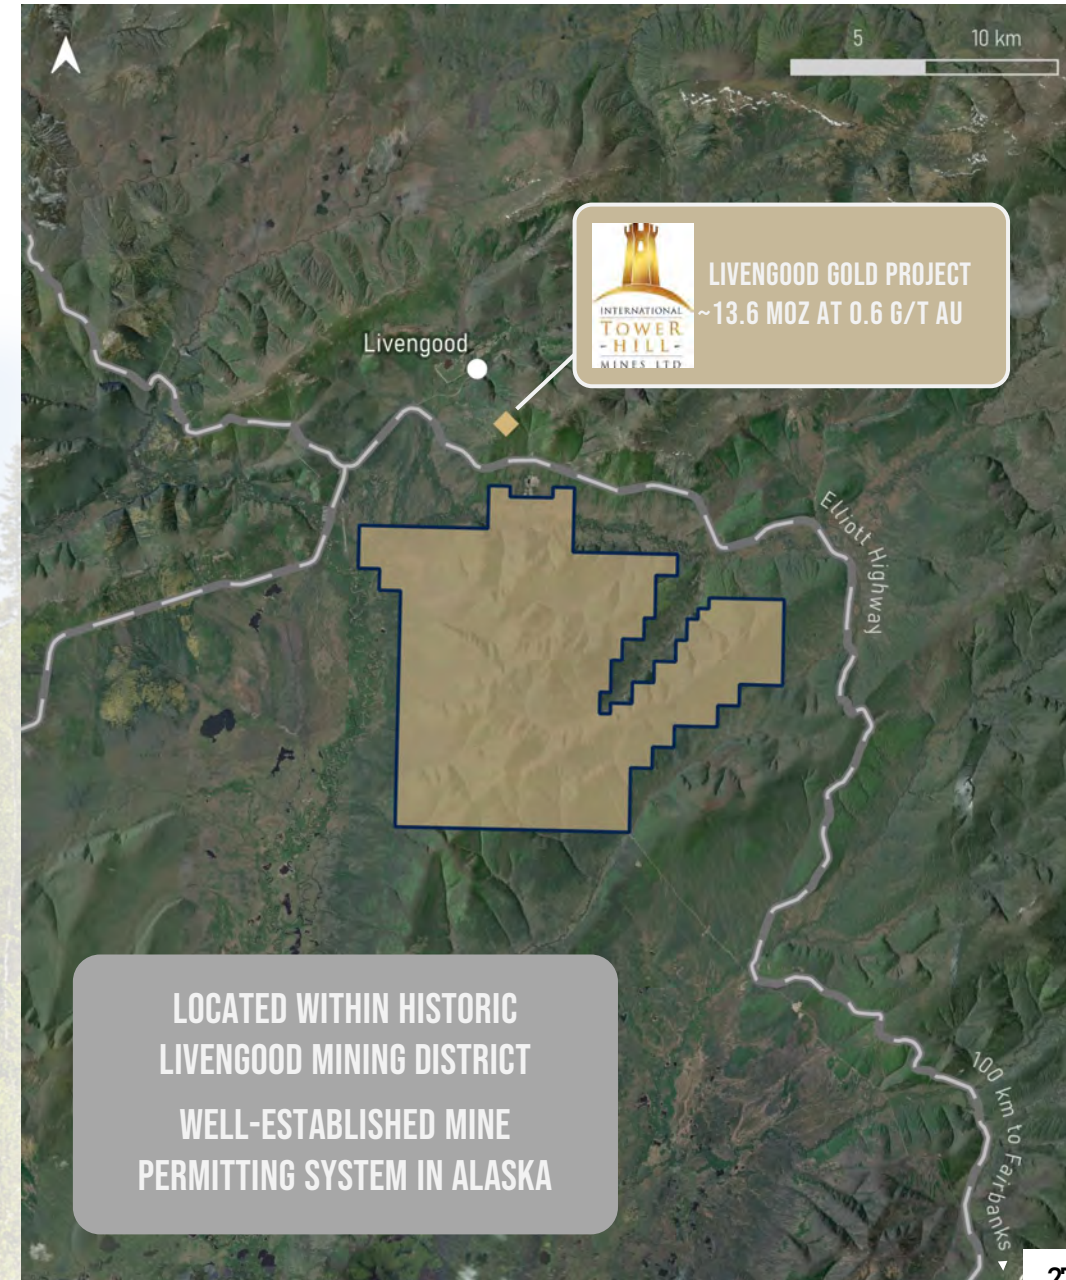 5 10 km
LIVENGOOD GOLD PROJECT
~13.6 MOZ AT 0.6 G/T AU
INTERNATIONAL
TOWER
-HILL-
MINES LTD
Livengood
Elliott Highway
LOCATED WITHIN HISTORIC
LIVENGOOD MINING DISTRICT
WELL-ESTABLISHED MINE
PERMITTING SYSTEM IN ALASKA
100 km to Fairbanks